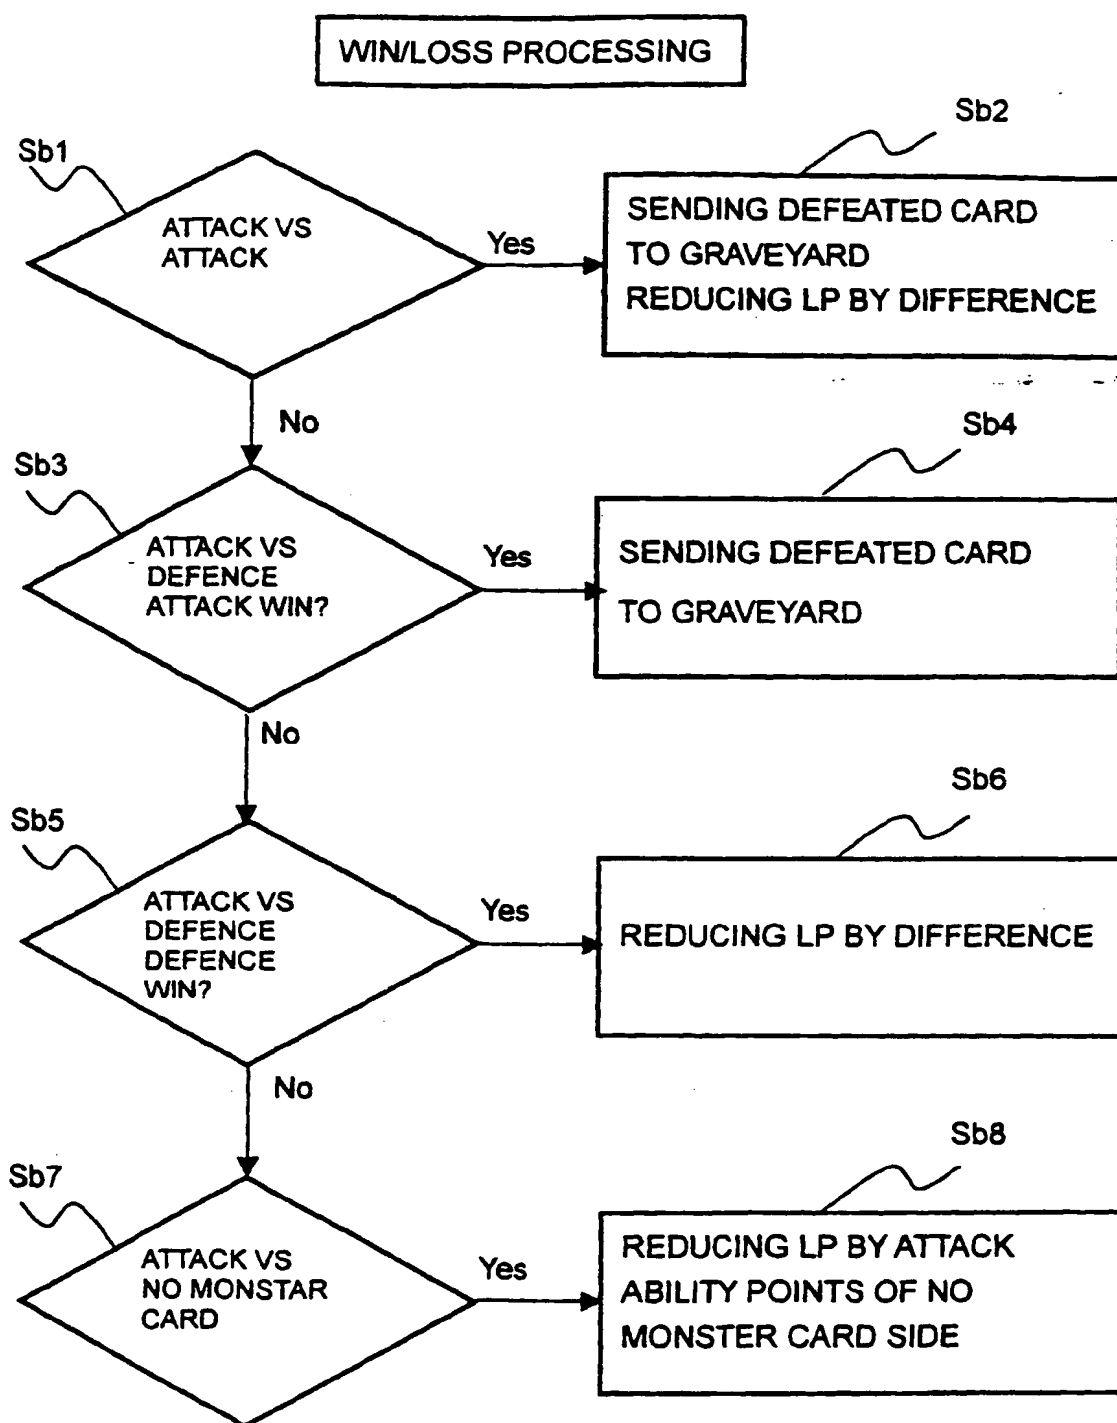 WIN/LOSS PROCESSING
Sb1
Sb2
ATTACK VS
ATTACK
Yes
SENDING DEFEATED CARD
TO GRAVEYARD
REDUCING LP BY DIFFERENCE
No
Sb3
Sb4
ATTACK VS
DEFENCE
ATTACK WIN?
Yes
SENDING DEFEATED CARD
TO GRAVEYARD
No
Sb5
Sb6
ATTACK VS
DEFENCE
DEFENCE
WIN?
Yes
REDUCING LP BY DIFFERENCE
No
Sb7
Sb8
ATTACK VS
NO MONSTAR
CARD
Yes
REDUCING LP BY ATTACK
ABILITY POINTS OF NO
MONSTER CARD SIDE